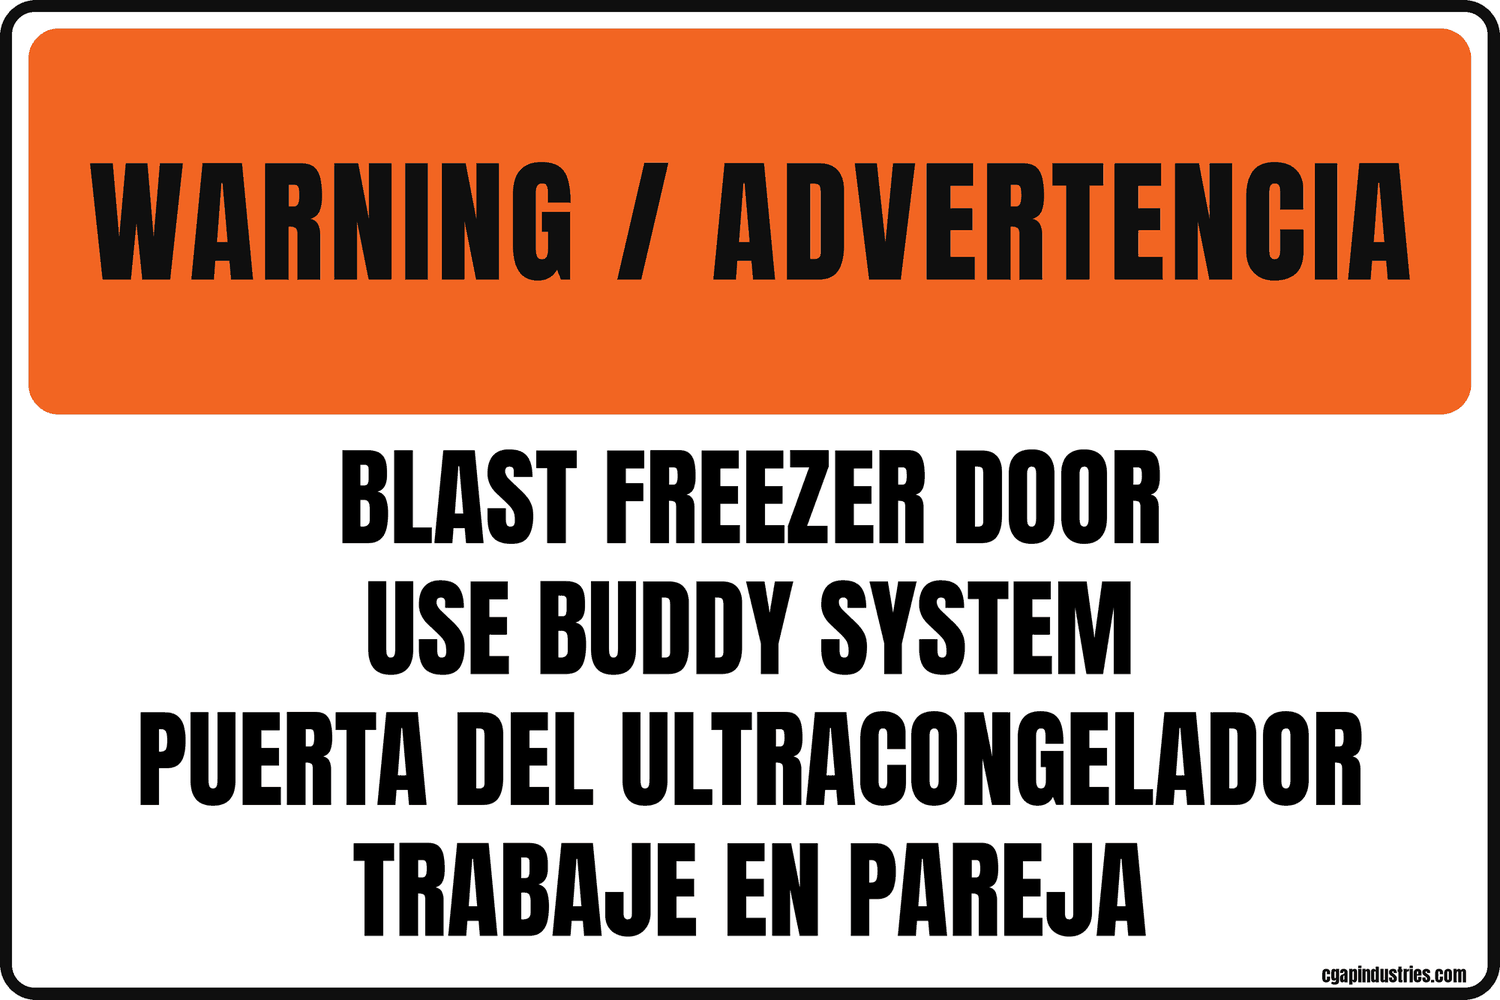 WARNING / ADVERTENCIA
BLAST FREEZER DOOR
USE BUDDY SYSTEM
PUERTA DEL ULTRACONGELADOR
TRABAJE EN PAREJA
cgapindustries.com